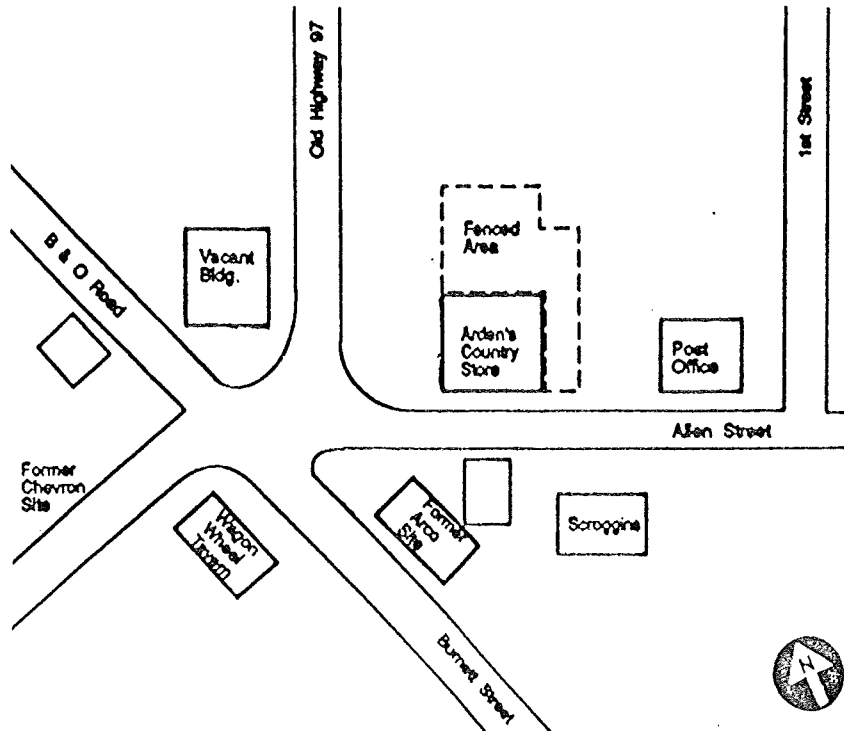 Old Highway 97
1st Street
B & O Road
Vacant
Bldg.
Fenced
Area
Arden's
Country
Store
Post
Office
Allen Street
Former
Chevron
Site
Wagon
Wheel
Tavern
Former
Arco
Site
Scroggins
Burnett Street
N